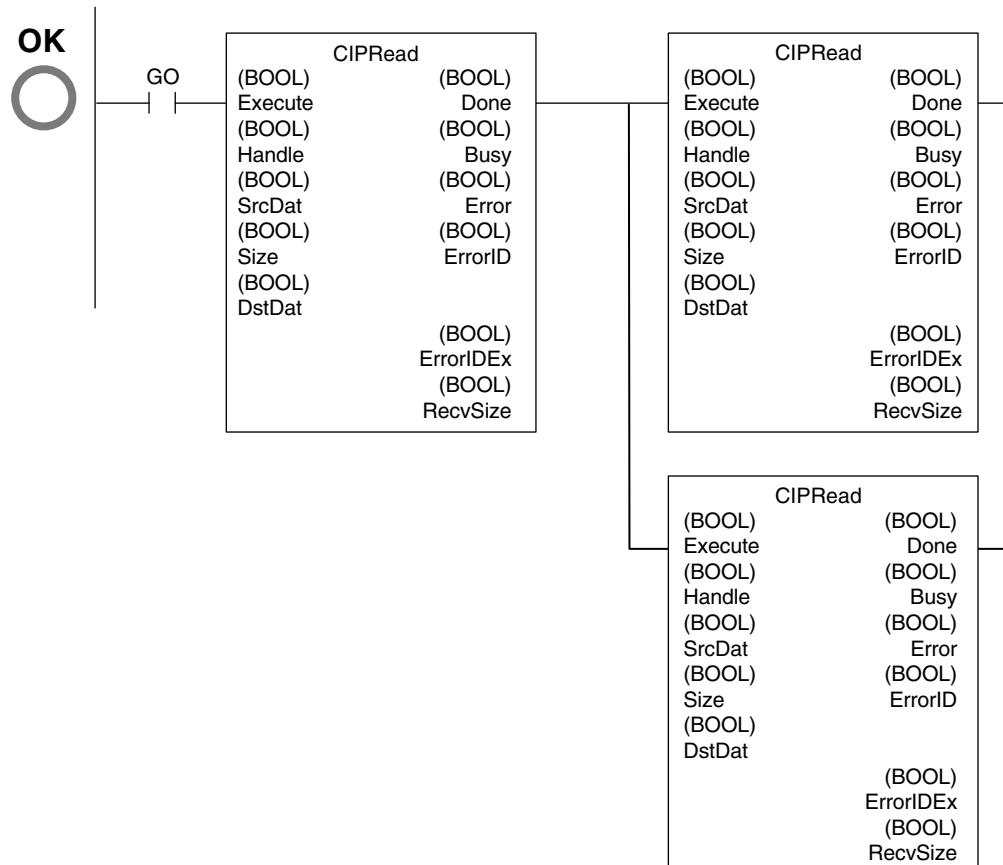 OK
GO
CIPRead
(BOOL) (BOOL)
Execute Done
(BOOL) (BOOL)
Handle Busy
(BOOL) (BOOL)
SrcDat Error
(BOOL) (BOOL)
Size ErrorID
(BOOL)
DstDat
(BOOL)
ErrorIDEx
(BOOL)
RecvSize
CIPRead
(BOOL) (BOOL)
Execute Done
(BOOL) (BOOL)
Handle Busy
(BOOL) (BOOL)
SrcDat Error
(BOOL) (BOOL)
Size ErrorID
(BOOL)
DstDat
(BOOL)
ErrorIDEx
(BOOL)
RecvSize
CIPRead
(BOOL) (BOOL)
Execute Done
(BOOL) (BOOL)
Handle Busy
(BOOL) (BOOL)
SrcDat Error
(BOOL) (BOOL)
Size ErrorID
(BOOL)
DstDat
(BOOL)
ErrorIDEx
(BOOL)
RecvSize